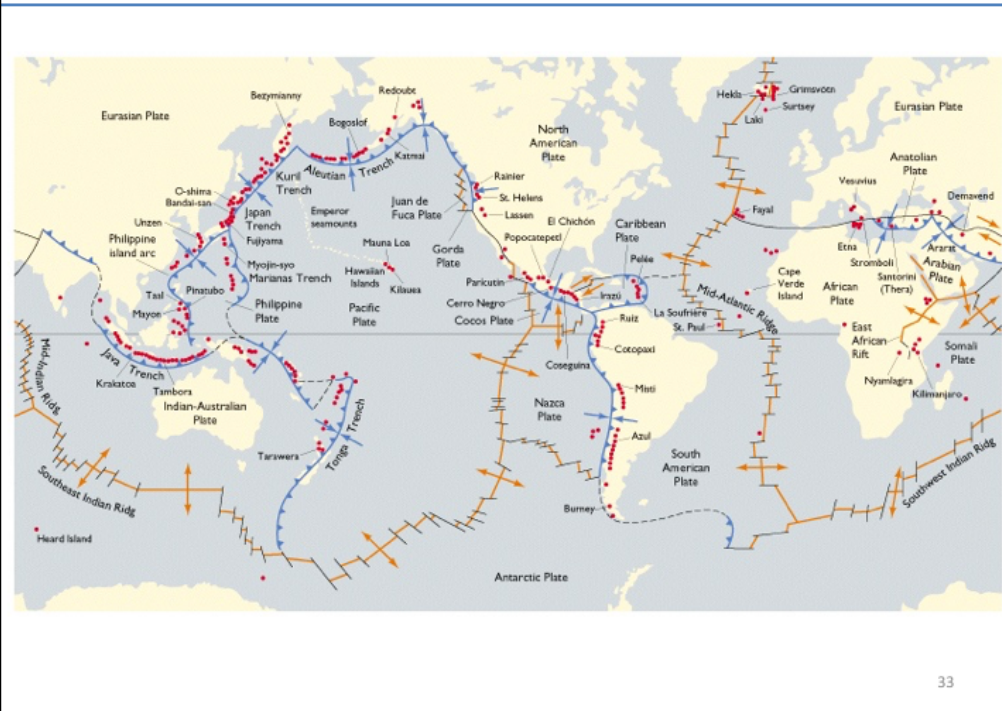 Bezymianny
Redoubt
Eurasian Plate
Bogoslof
Katmai
Aleutian Trench
Kuril
Trench
North
American
Plate
Hekla
Grimsvotn
Surtsey
Laki
Eurasian Plate
Anatolian
Plate
Vesuvius
Demavend
O-shima
Bandai-san
Unzen
Philippine
island arc
Japan
Trench
Fujiyama
Emperor
seamounts
Juan de
Fuca Plate
Rainier
St. Helens
Lassen
El Chichón
Popocatepetl
Caribbean
Plate
Pelée
Gorda
Plate
Fayal
Etna
Stromboli
Santorini
(Thera)
Ararat
Arabian
Plate
Mauna Loa
Hawaiian
Islands
Kilauea
Myojin-syo
Marianas Trench
Taal
Pinatubo
Mayon
Philippine
Plate
Pacific
Plate
Paricutin
Cerro Negro
Cocos Plate
Irazú
La Soufrière
St. Paul
Mid-Atlantic Ridge
Cape
Verde
Island
African
Plate
East
African
Rift
Somali
Plate
Nyamlagira
Kilimanjaro
Ruiz
Cotopaxi
Coseguina
Misti
Nazca
Plate
Azul
South
American
Plate
Burney
Mid-Indian Ridg
Java Trench
Krakatoa
Tambora
Indian-Australian
Plate
Tarawera
Tonga Trench
Southeast Indian Ridg
Southwest Indian Ridg
Heard Island
Antarctic Plate
33